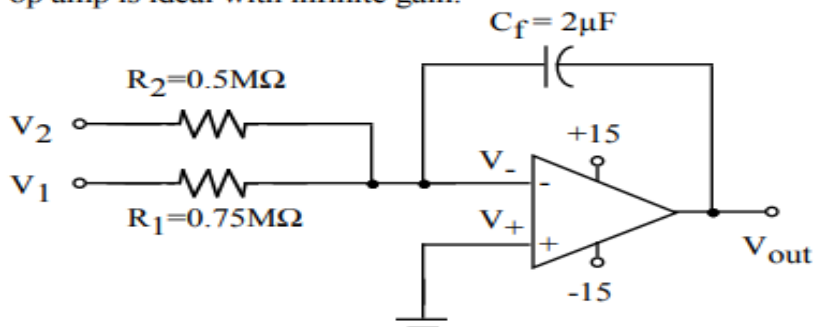 op amp is ideal with infinite gain.
Cf= 2μF
R2=0.5MΩ
V2
+15
V1
V-
-
R1=0.75MΩ
V+
+
Vout
-15